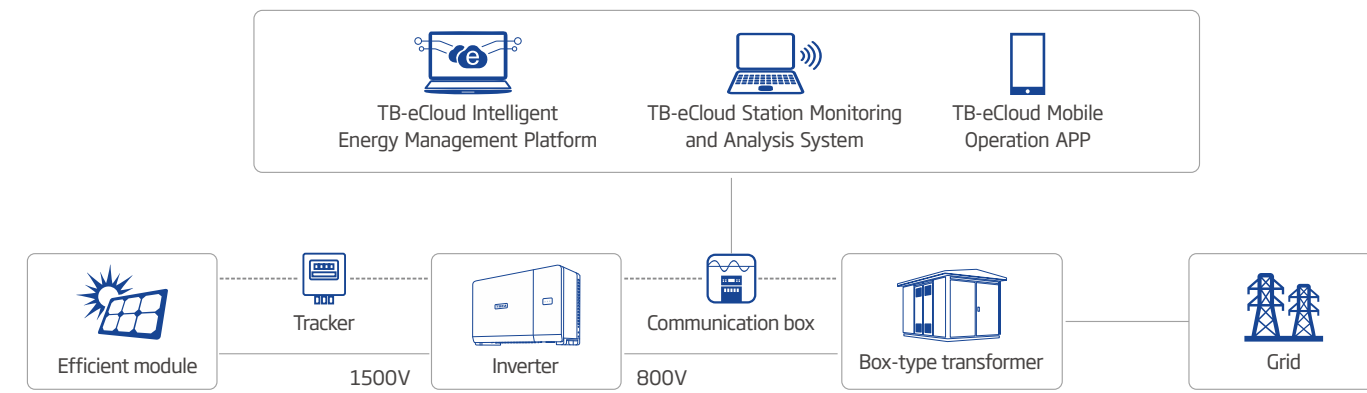 e
TB-eCloud Intelligent
Energy Management Platform
TB-eCloud Station Monitoring
and Analysis System
TB-eCloud Mobile
Operation APP
Efficient module
Tracker
1500V
Inverter
Communication box
800V
Box-type transformer
Grid